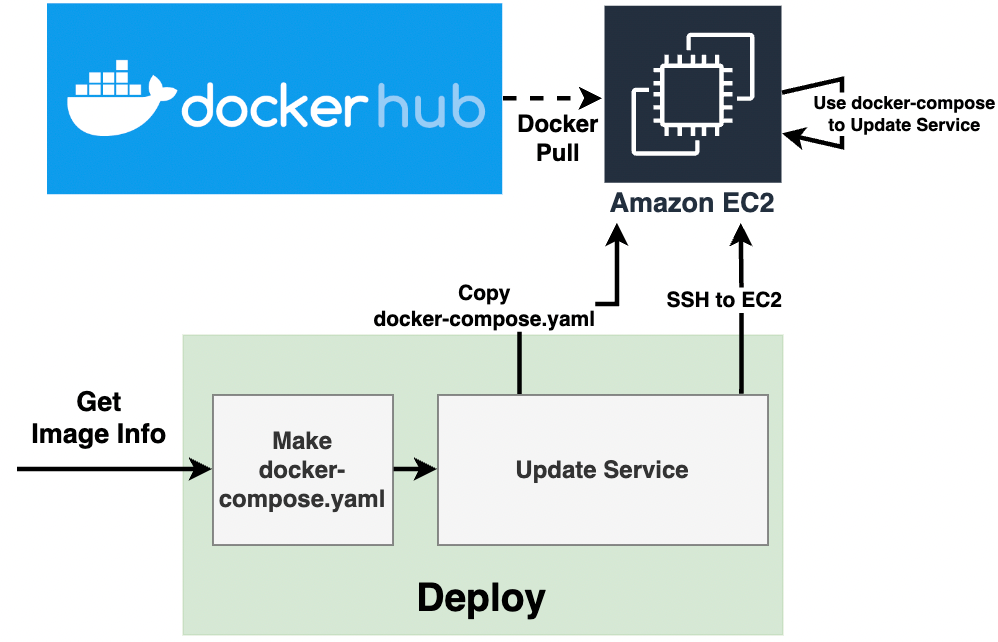 dockerhub
Docker
Pull
Use docker-compose
to Update Service
Amazon EC2
Copy
docker-compose.yaml
SSH to EC2
Get
Image Info
Make
docker-
compose.yaml
Update Service
Deploy